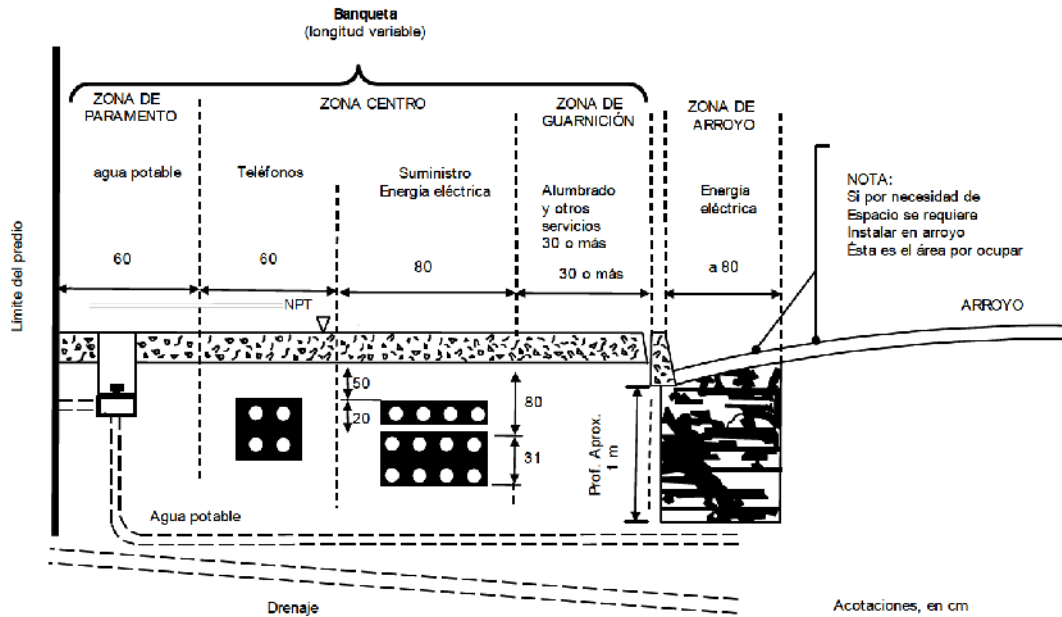 Banqueta
(longitud variable)
ZONA DE
PARAMENTO
ZONA CENTRO
ZONA DE
GUARNICIÓN
ZONA DE
ARROYO
agua potable
Teléfonos
Suministro
Energía eléctrica
Alumbrado
y otros
servicios
30 o más
Energía
eléctrica
NOTA:
Si por necesidad de
Espacio se requiere
Instalar en arroyo
Ésta es el área por ocupar
Límite del predio
60
60
80
30 o más
a 80
NPT
ARROYO
50
20
80
31
Prof. Aprox.
1 m
Agua potable
Drenaje
Acotaciones, en cm